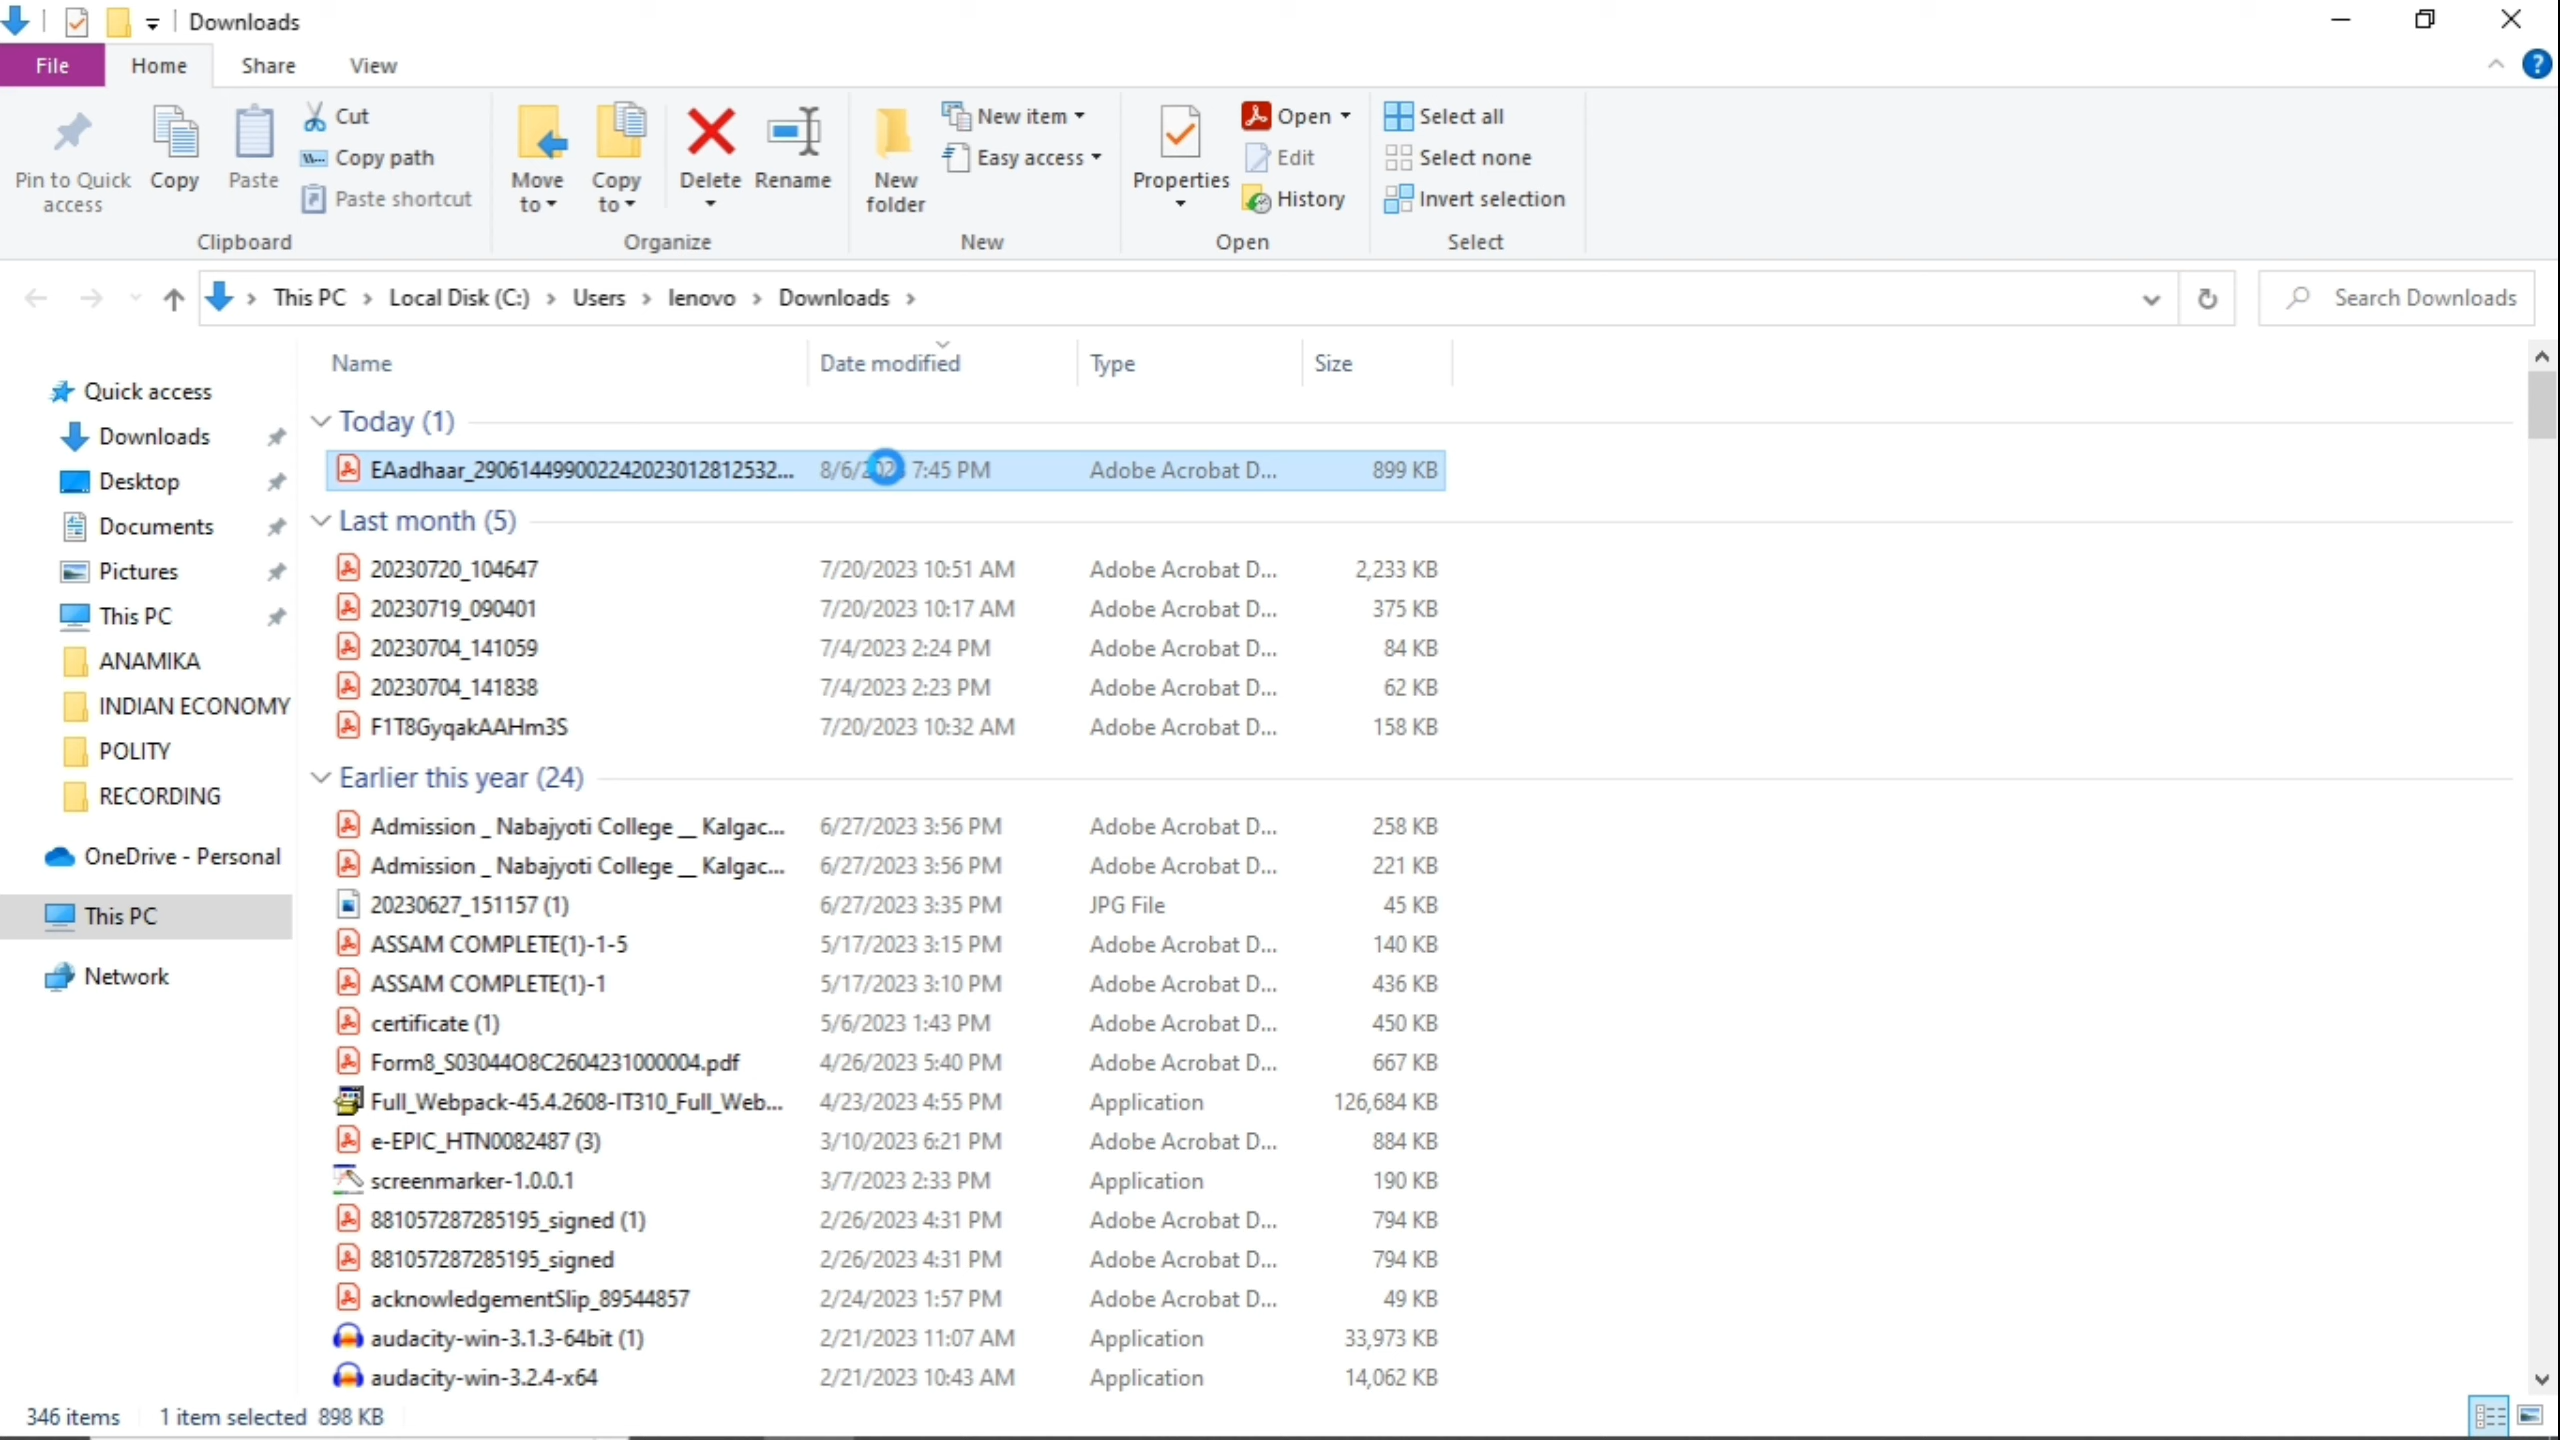 Downloads
File Home Share View
Pin to Quick access
Copy
Paste
Cut
Copy path
Paste shortcut
Clipboard
Move to
Copy to
Delete
Rename
Organize
New folder
New item
Easy access
New
Properties
Open
Edit
History
Open
Select all
Select none
Invert selection
Select
This PC > Local Disk (C:) > Users > lenovo > Downloads >
Search Downloads
Quick access
Downloads
Desktop
Documents
Pictures
This PC
ANAMIKA
INDIAN ECONOMY
POLITY
RECORDING
OneDrive - Personal
This PC
Network
Name Date modified Type Size
Today (1)
EAadhaar_290614499002242023012812532... 7:45 PM Adobe Acrobat D... 899 KB
Last month (5)
20230720_104647 7/20/2023 10:51 AM Adobe Acrobat D... 2,233 KB
20230719_090401 7/20/2023 10:17 AM Adobe Acrobat D... 375 KB
20230704_141059 7/4/2023 2:24 PM Adobe Acrobat D... 84 KB
20230704_141838 7/4/2023 2:23 PM Adobe Acrobat D... 62 KB
F1T8GyqakAAHm3S 7/20/2023 10:32 AM Adobe Acrobat D... 158 KB
Earlier this year (24)
Admission _ Nabajyoti College __ Kalgac... 6/27/2023 3:56 PM Adobe Acrobat D... 258 KB
Admission _ Nabajyoti College __ Kalgac... 6/27/2023 3:56 PM Adobe Acrobat D... 221 KB
20230627_151157 (1) 6/27/2023 3:35 PM JPG File 45 KB
ASSAM COMPLETE(1)-1-5 5/17/2023 3:15 PM Adobe Acrobat D... 140 KB
ASSAM COMPLETE(1)-1 5/17/2023 3:10 PM Adobe Acrobat D... 436 KB
certificate (1) 5/6/2023 1:43 PM Adobe Acrobat D... 450 KB
Form8_S03044O8C2604231000004.pdf 4/26/2023 5:40 PM Adobe Acrobat D... 667 KB
Full_Webpack-45.4.2608-IT310_Full_Web... 4/23/2023 4:55 PM Application 126,684 KB
e-EPIC_HTN0082487 (3) 3/10/2023 6:21 PM Adobe Acrobat D... 884 KB
screenmarker-1.0.0.1 3/7/2023 2:33 PM Application 190 KB
881057287285195_signed (1) 2/26/2023 4:31 PM Adobe Acrobat D... 794 KB
881057287285195_signed 2/26/2023 4:31 PM Adobe Acrobat D... 794 KB
acknowledgementSlip_89544857 2/24/2023 1:57 PM Adobe Acrobat D... 49 KB
audacity-win-3.1.3-64bit (1) 2/21/2023 11:07 AM Application 33,973 KB
audacity-win-3.2.4-x64 2/21/2023 10:43 AM Application 14,062 KB
346 items 1 item selected 898 KB